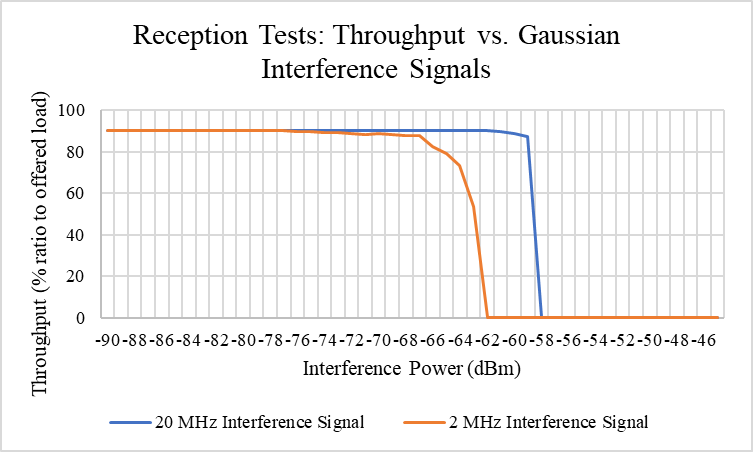 Reception Tests: Throughput vs. Gaussian
Interference Signals
Throughput (% ratio to offered load)
100
80
60
40
20
0
-90-88-86-84-82-80-78-76-74-72-70-68-66-64-62-60-58-56-54-52-50-48-46
Interference Power (dBm)
20 MHz Interference Signal
2 MHz Interference Signal